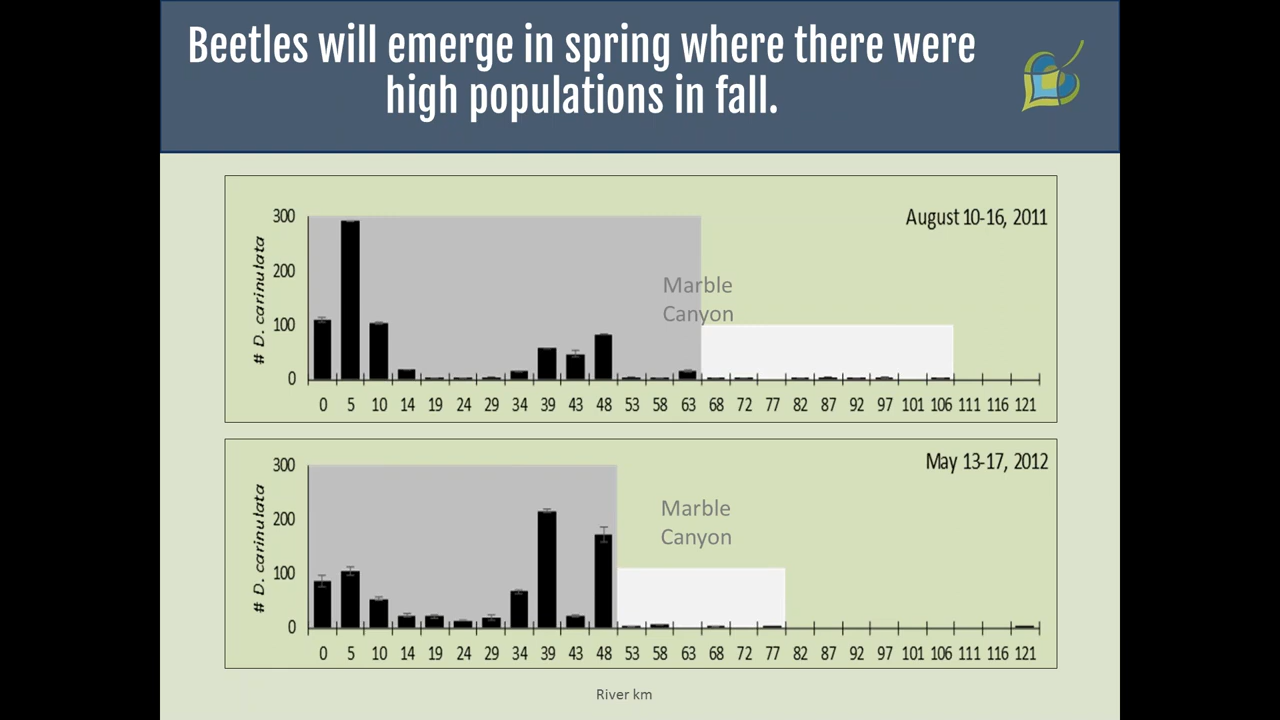 Beetles will emerge in spring where there were
high populations in fall.
August 10-16, 2011
# D. carinulata
300
200
100
0
Marble
Canyon
0 5 10 14 19 24 29 34 39 43 48 53 58 63 68 72 77 82 87 92 97 101 106 111 116 121
May 13-17, 2012
# D. carinulata
300
200
100
0
Marble
Canyon
0 5 10 14 19 24 29 34 39 43 48 53 58 63 68 72 77 82 87 92 97 101 106 111 116 121
River km